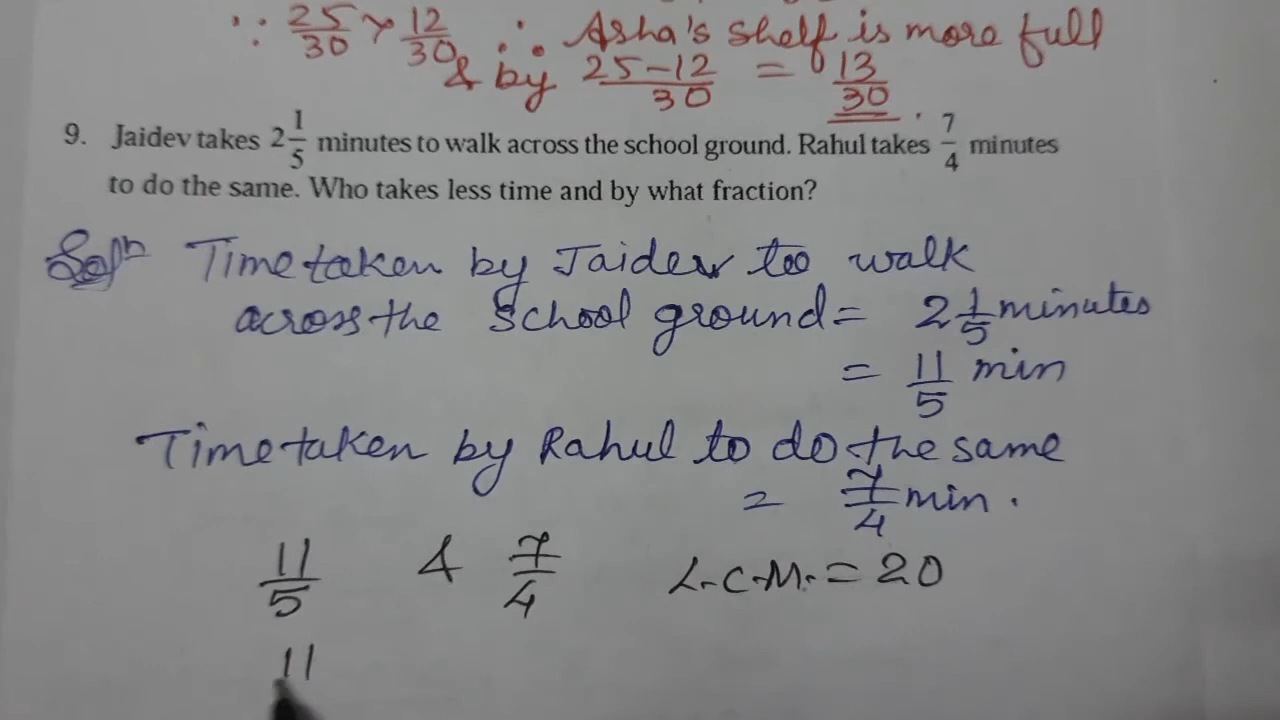 ∵ 25/30 > 12/30 ∴ Asha's shelf is more full
& by 25-12/30 = 13/30.
9. Jaidev takes 2 1/5 minutes to walk across the school ground. Rahul takes 7/4 minutes
to do the same. Who takes less time and by what fraction?
Solⁿ Time taken by Jaidev too walk
across the School ground = 2 1/5 minutes
= 11/5 min
Time taken by Rahul to do the same
= 7/4 min.
11/5 & 7/4 L.C.M. = 20
11